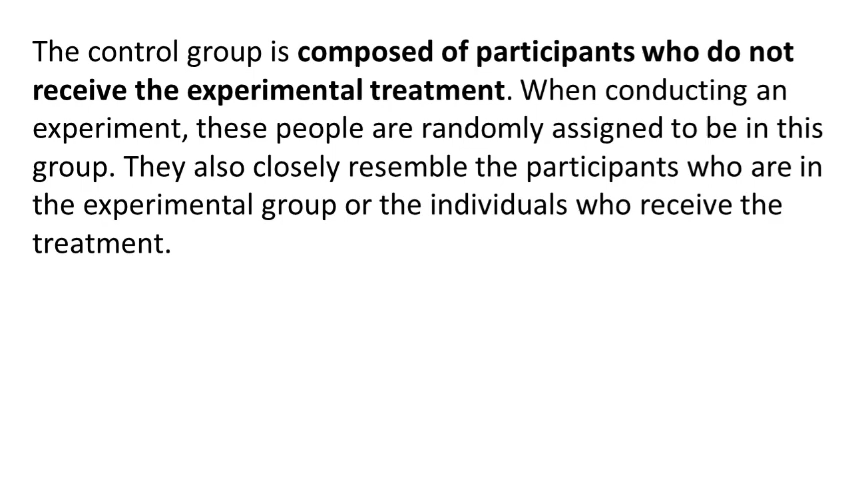 The control group is composed of participants who do not
receive the experimental treatment. When conducting an
experiment, these people are randomly assigned to be in this
group. They also closely resemble the participants who are in
the experimental group or the individuals who receive the
treatment.